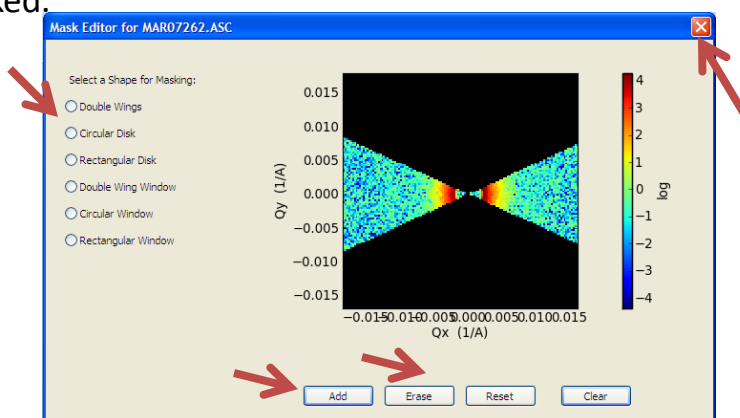 ked.
Mask Editor for MAR07262.ASC
Select a Shape for Masking:
Double Wings
Circular Disk
Rectangular Disk
Double Wing Window
Circular Window
Rectangular Window
0.015
0.010
0.005
0.000
−0.005
−0.010
−0.015
Qy (1/A)
−0.015−0.010−0.0050.0000.0050.0100.015
Qx (1/A)
4
3
2
1
0
−1
−2
−3
−4
log
Add Erase Reset Clear